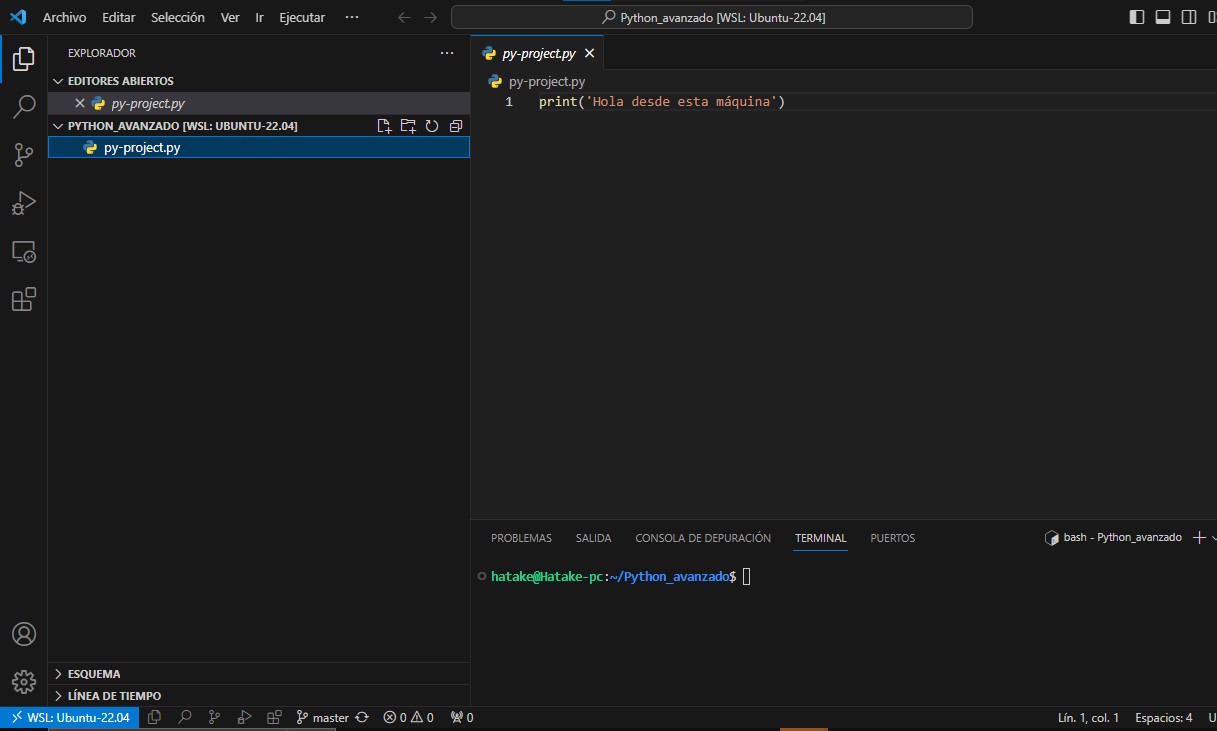 Archivo Editar Selección Ver Ir Ejecutar ··· Python_avanzado [WSL: Ubuntu-22.04]
EXPLORADOR
EDITORES ABIERTOS
py-project.py
PYTHON_AVANZADO [WSL: UBUNTU-22.04]
py-project.py
ESQUEMA
LÍNEA DE TIEMPO
py-project.py
py-project.py
1 print('Hola desde esta máquina')
PROBLEMAS SALIDA CONSOLA DE DEPURACIÓN TERMINAL PUERTOS bash - Python_avanzado
hatake@Hatake-pc:~/Python_avanzado$
WSL: Ubuntu-22.04 master 0 0 0 Lín. 1, col. 1 Espacios: 4 U